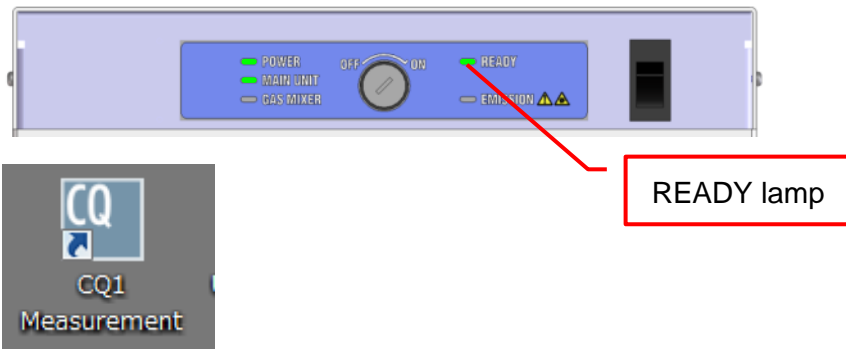 POWER
MAIN UNIT
GAS MIXER
OFF ON
READY
EMISSION
READY lamp
CQ
CQ1
Measurement